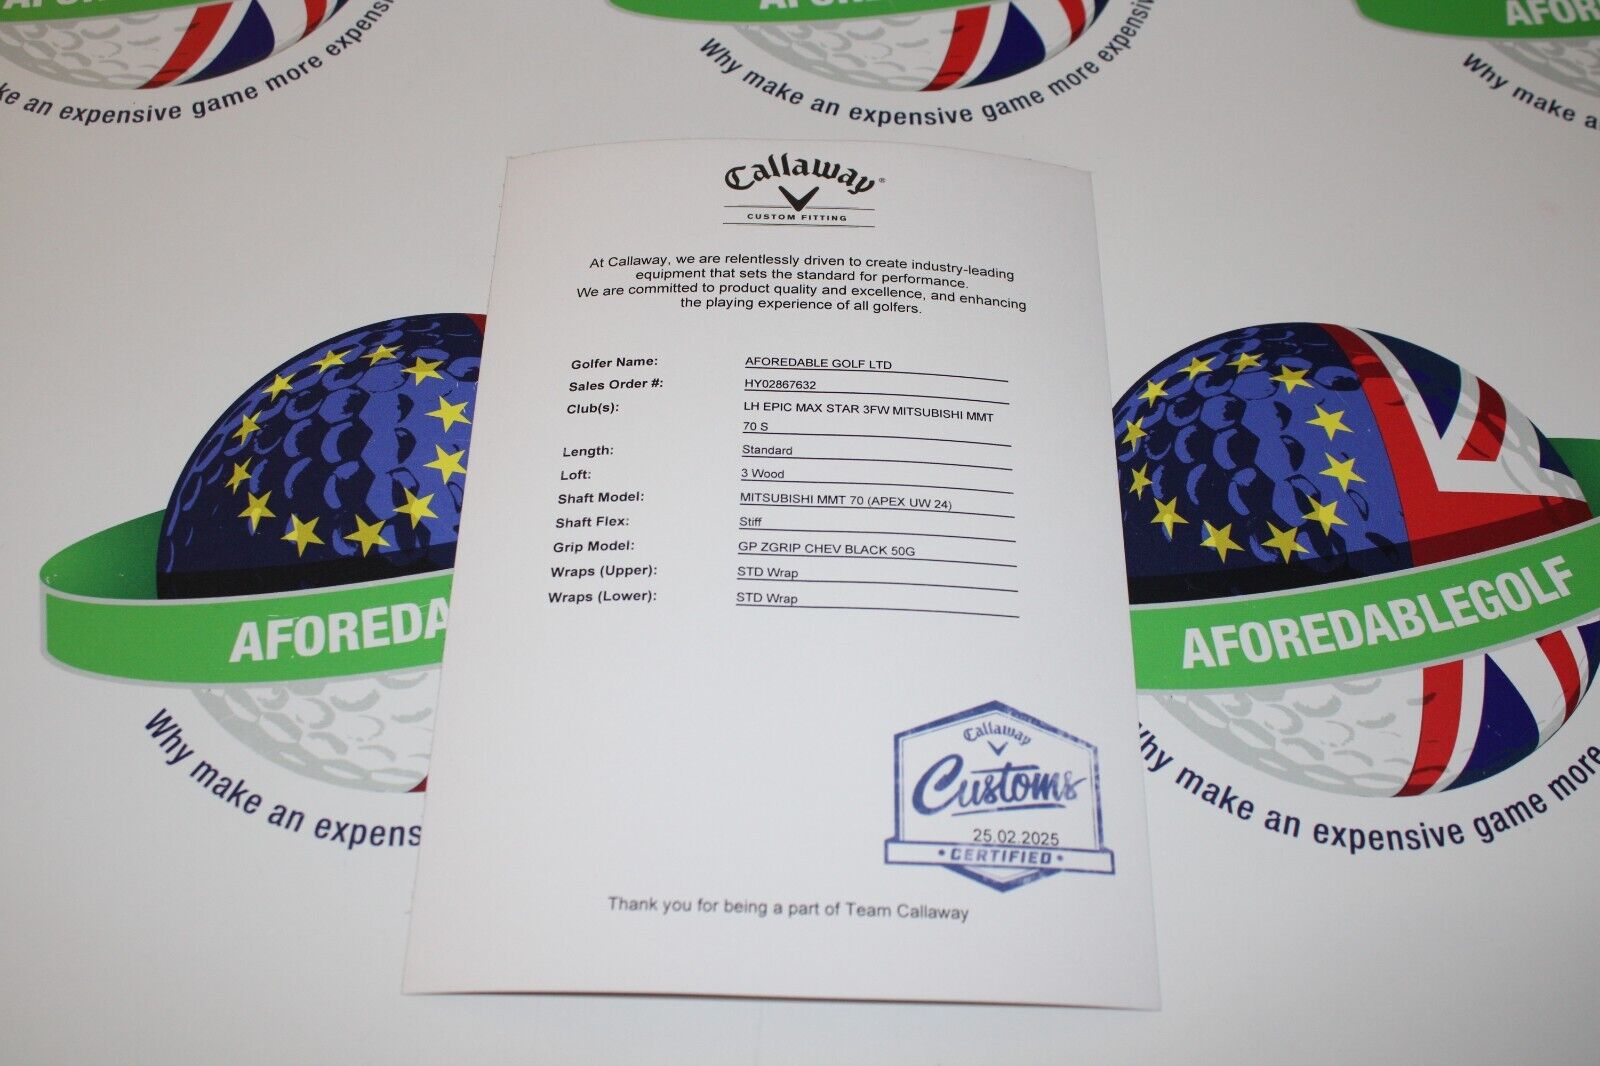 AFOREDABLEGOLF
ke an expensive game more expens
Why make an expensive game more expensive
AFOR
Why make a
Callaway®
CUSTOM FITTING
At Callaway, we are relentlessly driven to create industry-leading
equipment that sets the standard for performance.
We are committed to product quality and excellence, and enhancing
the playing experience of all golfers.
Golfer Name: AFOREDABLE GOLF LTD
Sales Order #: HY02867632
Club(s): LH EPIC MAX STAR 3FW MITSUBISHI MMT
70 S
Length: Standard
Loft: 3 Wood
Shaft Model: MITSUBISHI MMT 70 (APEX UW 24)
Shaft Flex: Stiff
Grip Model: GP ZGRIP CHEV BLACK 50G
Wraps (Upper): STD Wrap
Wraps (Lower): STD Wrap
Callaway
Customs
25.02.2025
• CERTIFIED •
Thank you for being a part of Team Callaway
AFOREDA
Why make an expens
AFOREDABLEGOLF
Why make an expensive game more